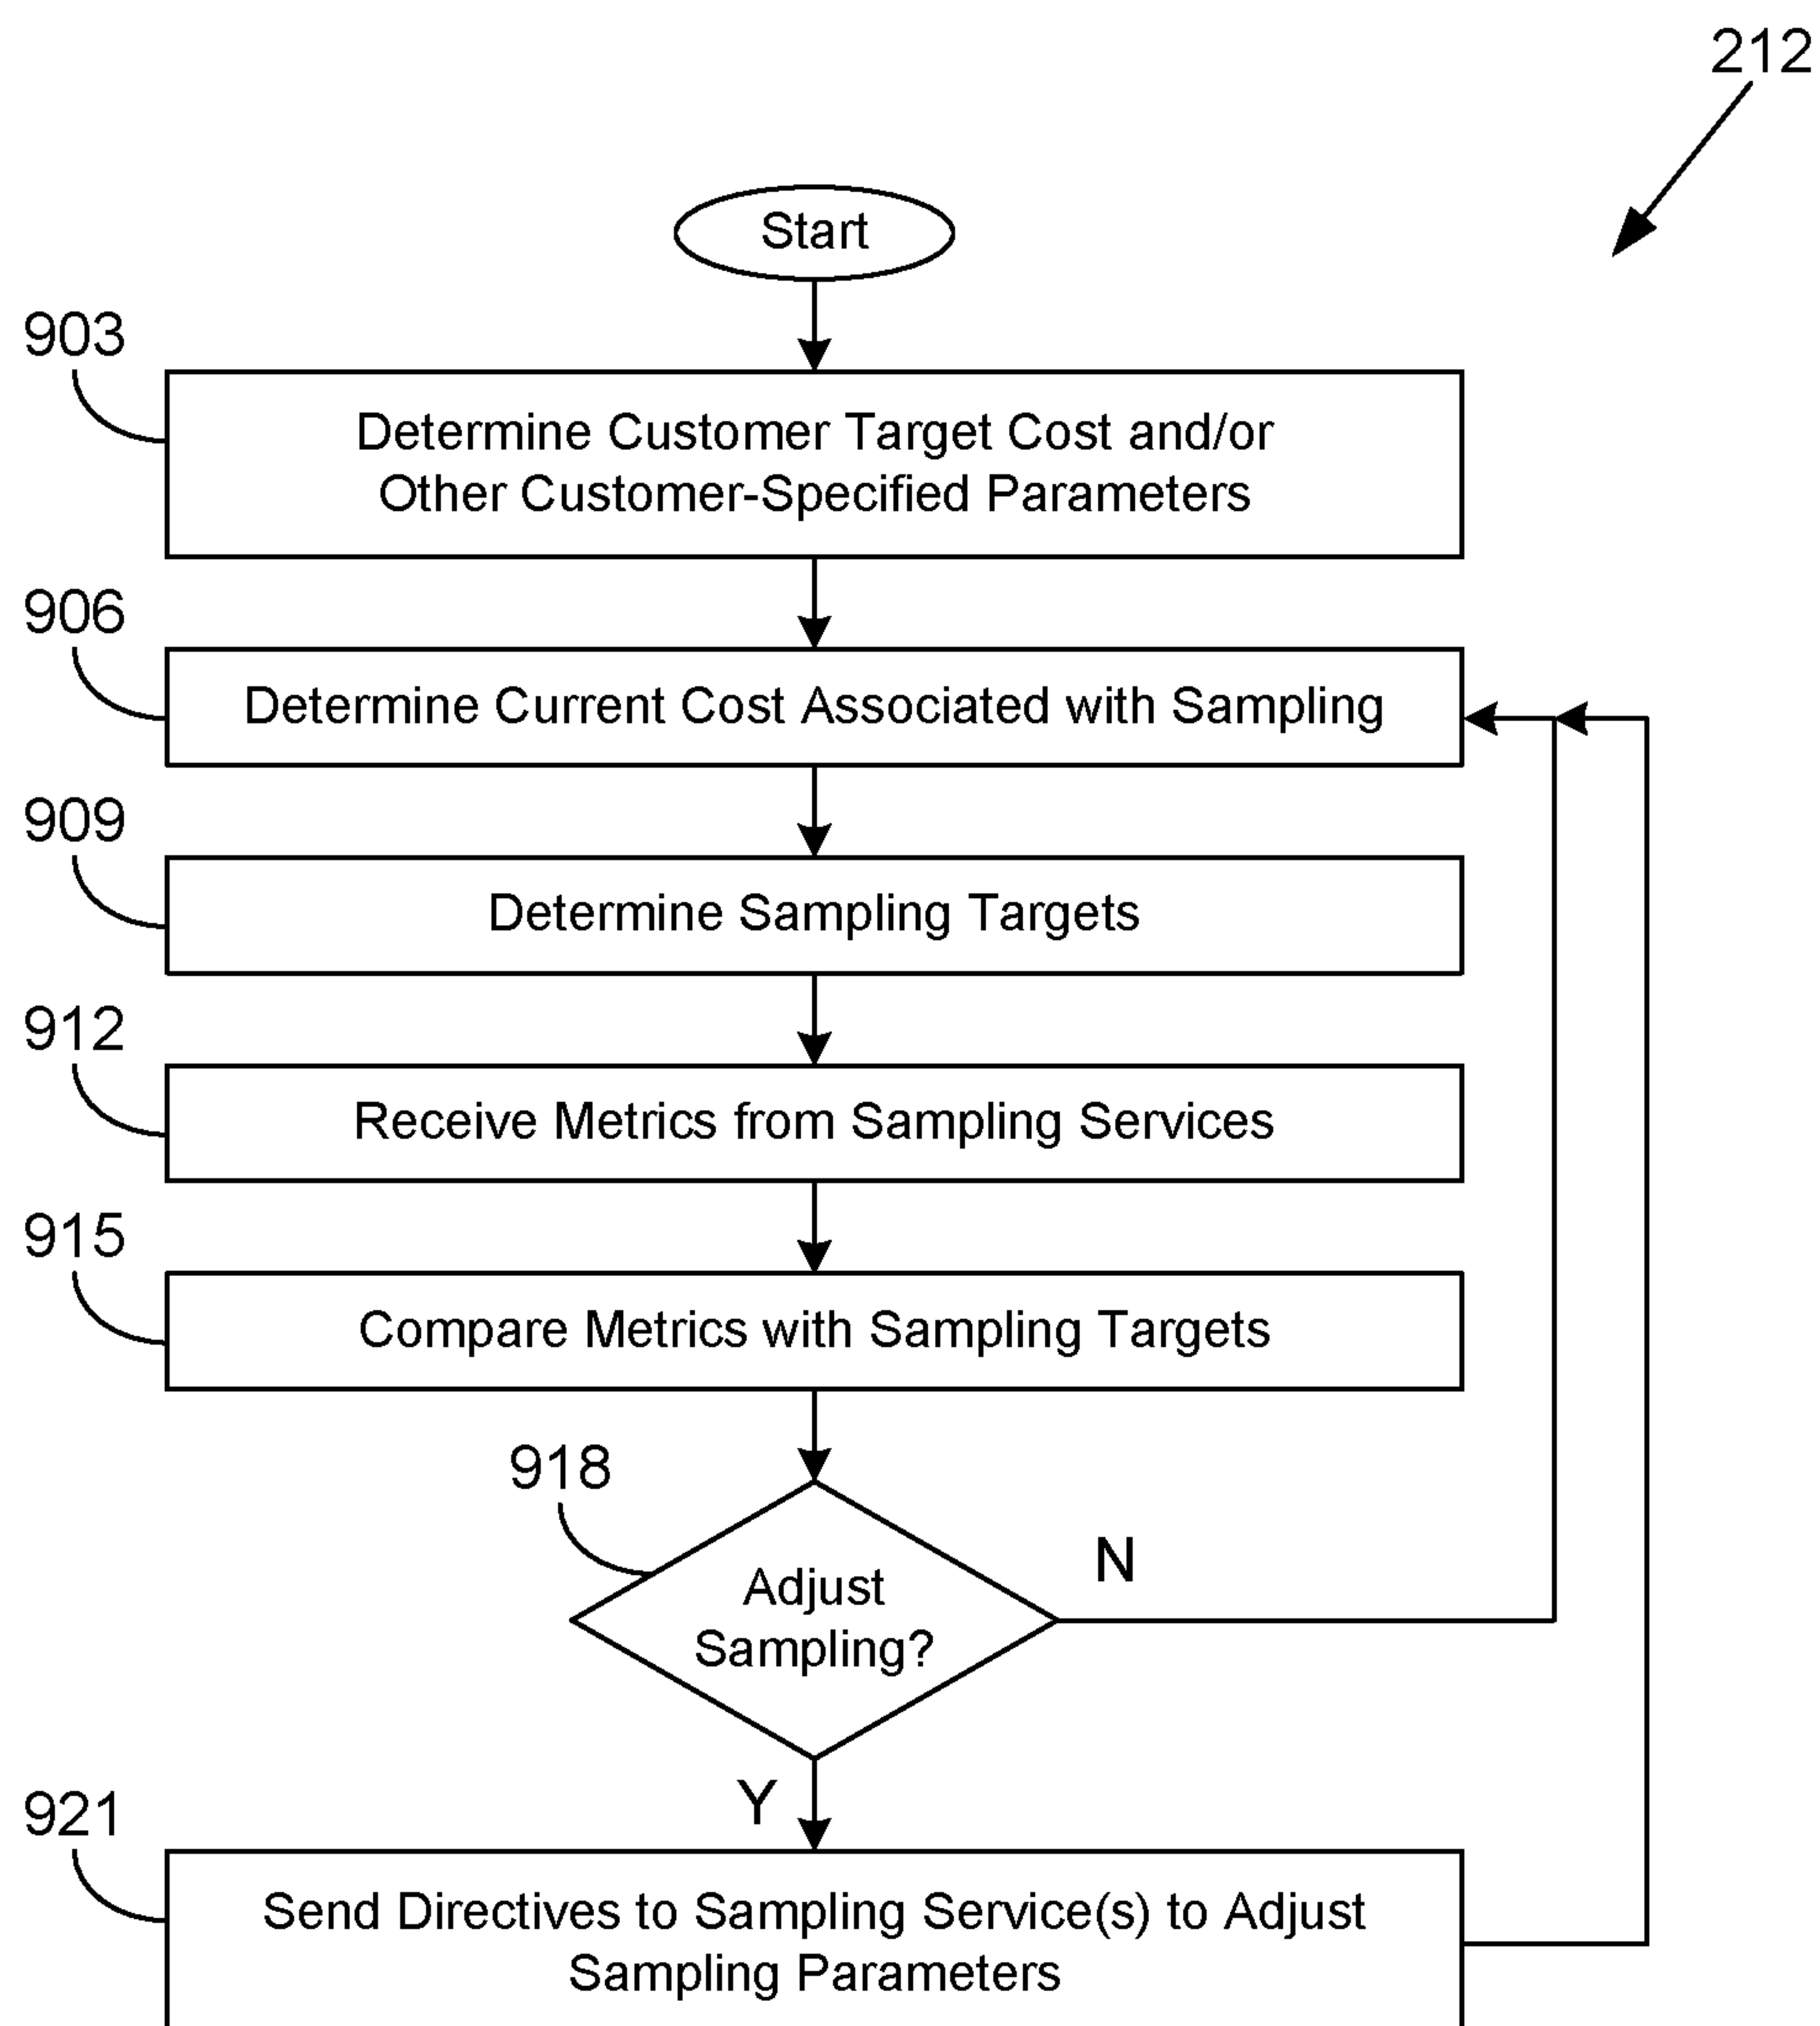 212
Start
903
Determine Customer Target Cost and/or
Other Customer-Specified Parameters
906
Determine Current Cost Associated with Sampling
909
Determine Sampling Targets
912
Receive Metrics from Sampling Services
915
Compare Metrics with Sampling Targets
918
Adjust
Sampling?
N
Y
921
Send Directives to Sampling Service(s) to Adjust
Sampling Parameters